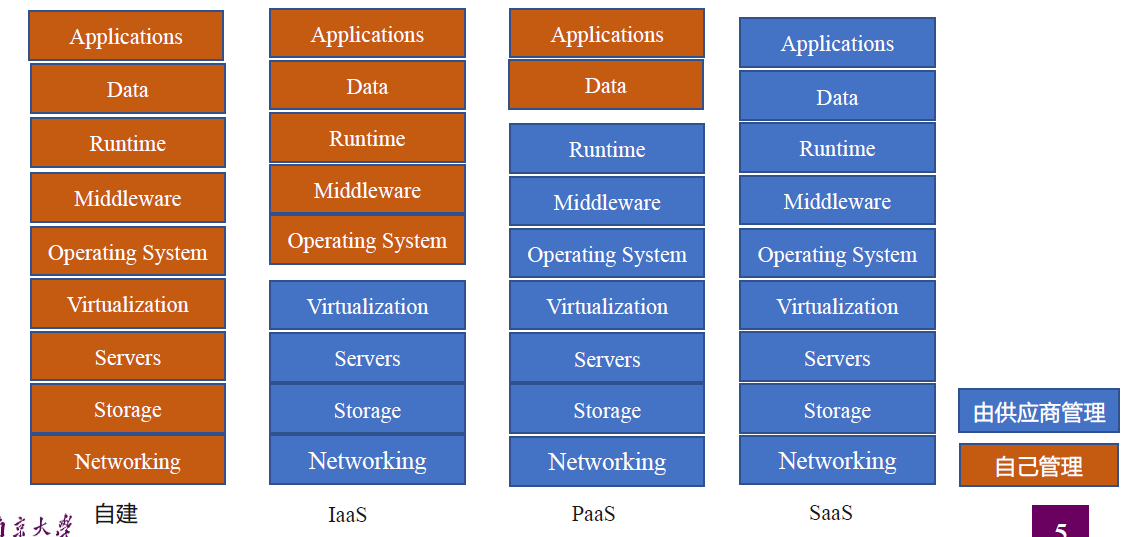 Applications
Data
Runtime
Middleware
Operating System
Virtualization
Servers
Storage
Networking
自建
Applications
Data
Runtime
Middleware
Operating System
Virtualization
Servers
Storage
Networking
IaaS
Applications
Data
Runtime
Middleware
Operating System
Virtualization
Servers
Storage
Networking
PaaS
Applications
Data
Runtime
Middleware
Operating System
Virtualization
Servers
Storage
Networking
SaaS
由供应商管理
自己管理
南京大学
5